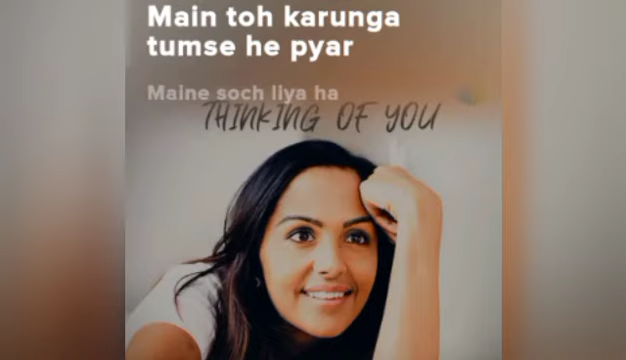 Main toh karunga
tumse he pyar
Maine soch liya ha
THINKING OF YOU